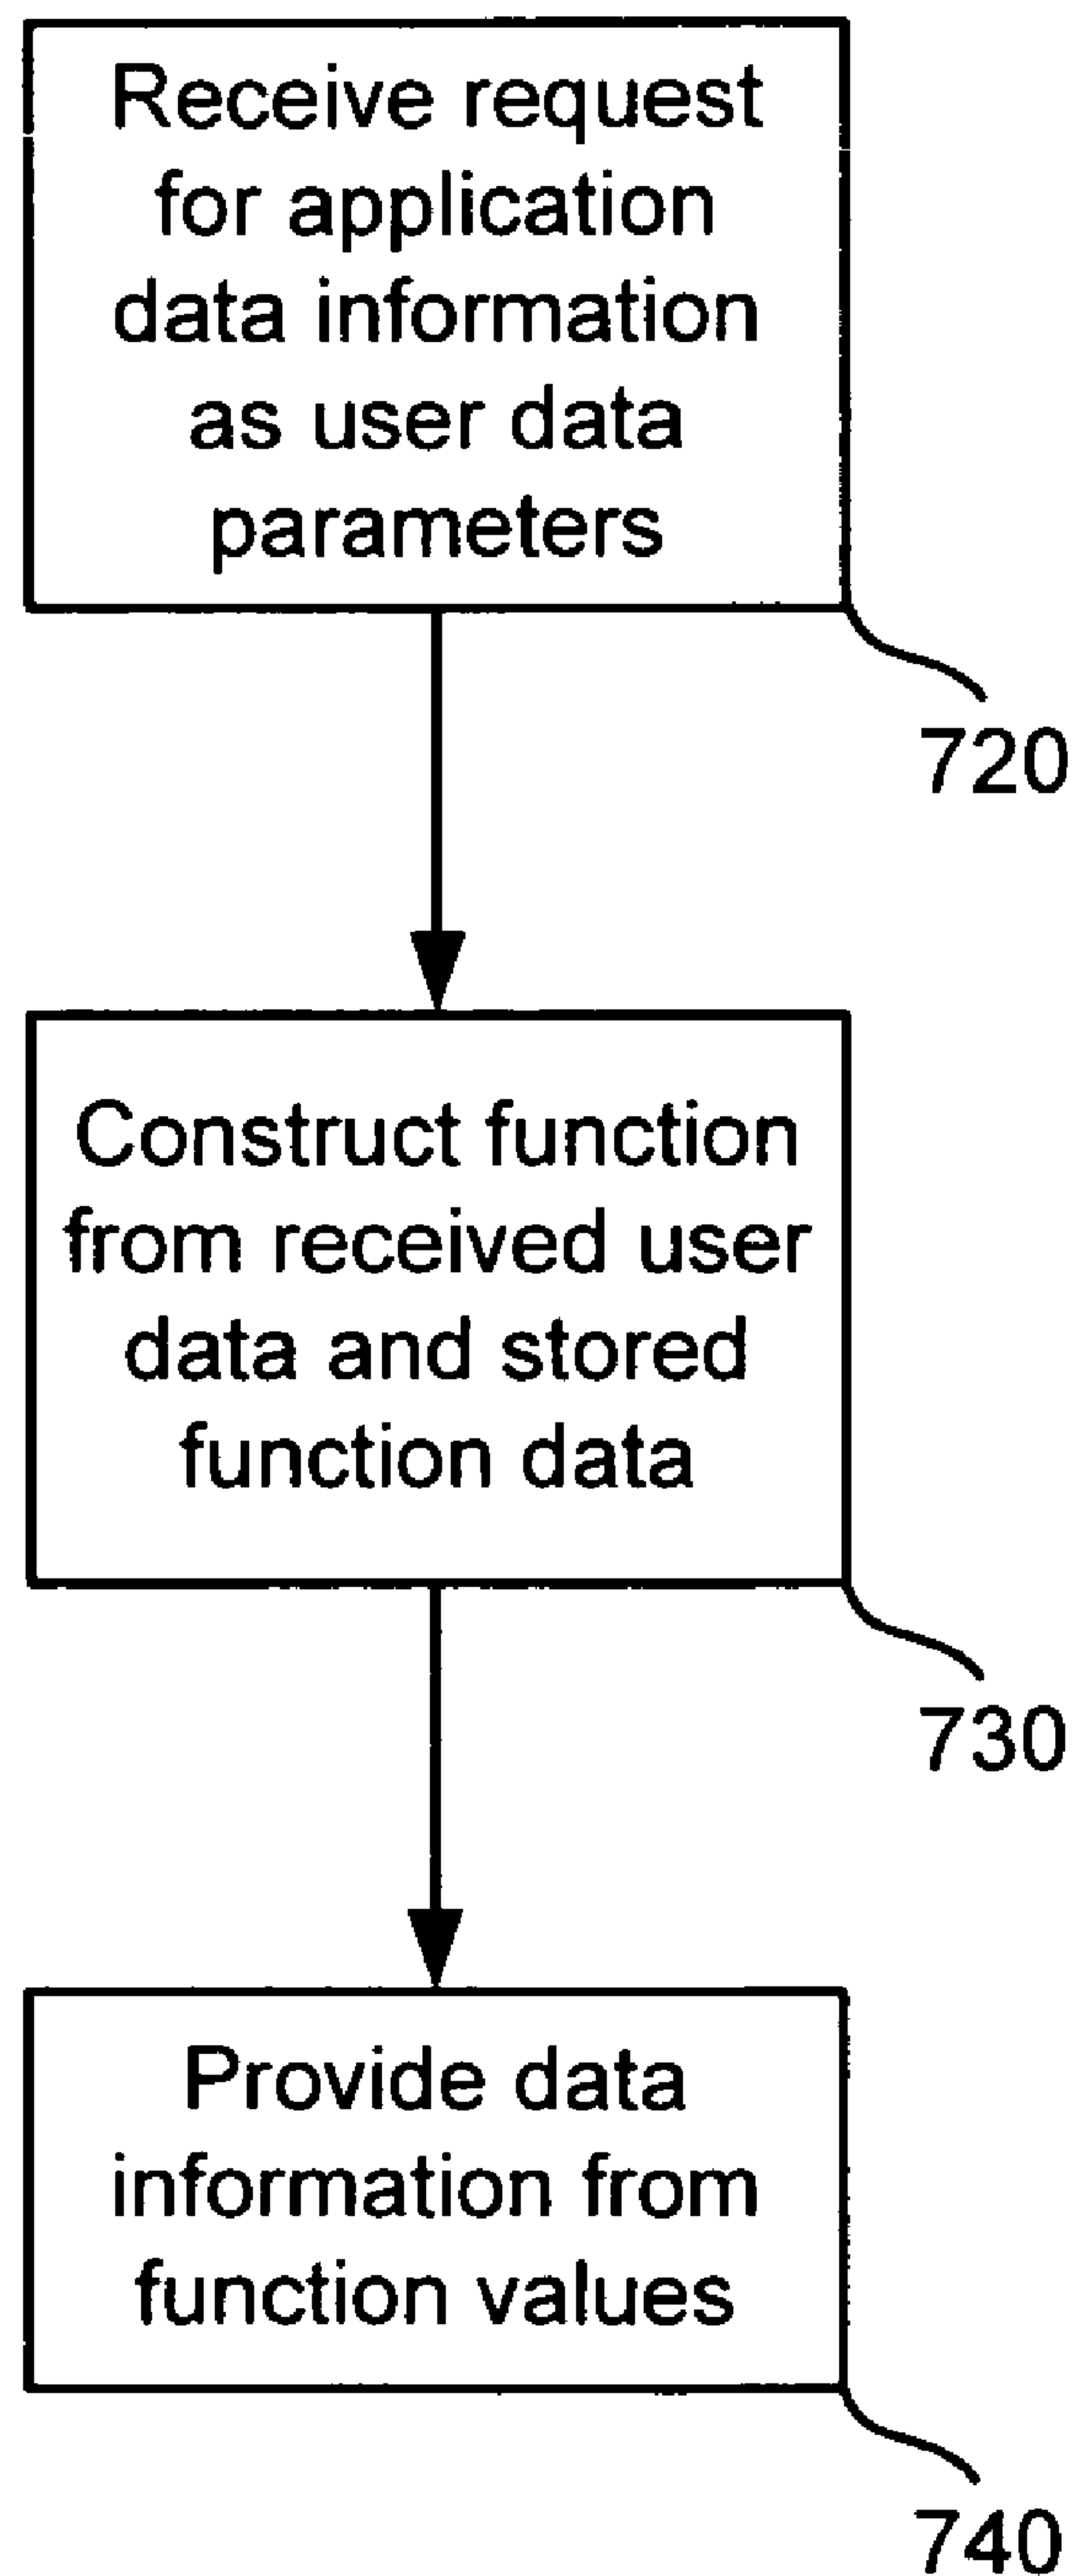 Receive request
for application
data information
as user data
parameters
720
Construct function
from received user
data and stored
function data
730
Provide data
information from
function values
740